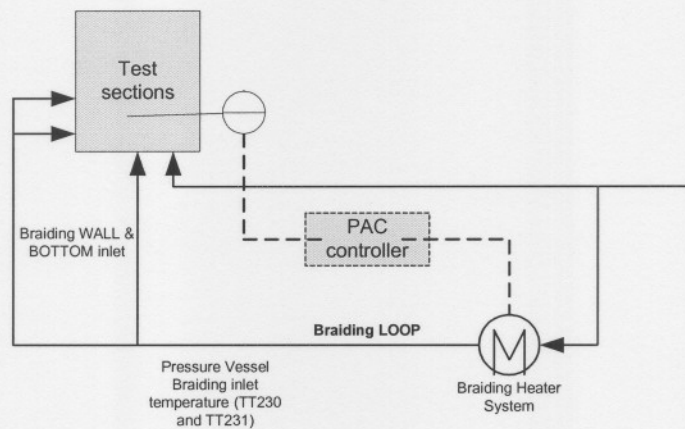 Test
sections
PAC
controller
Braiding WALL &
BOTTOM inlet
Braiding LOOP
Pressure Vessel
Braiding inlet
temperature (TT230
and TT231)
Braiding Heater
System